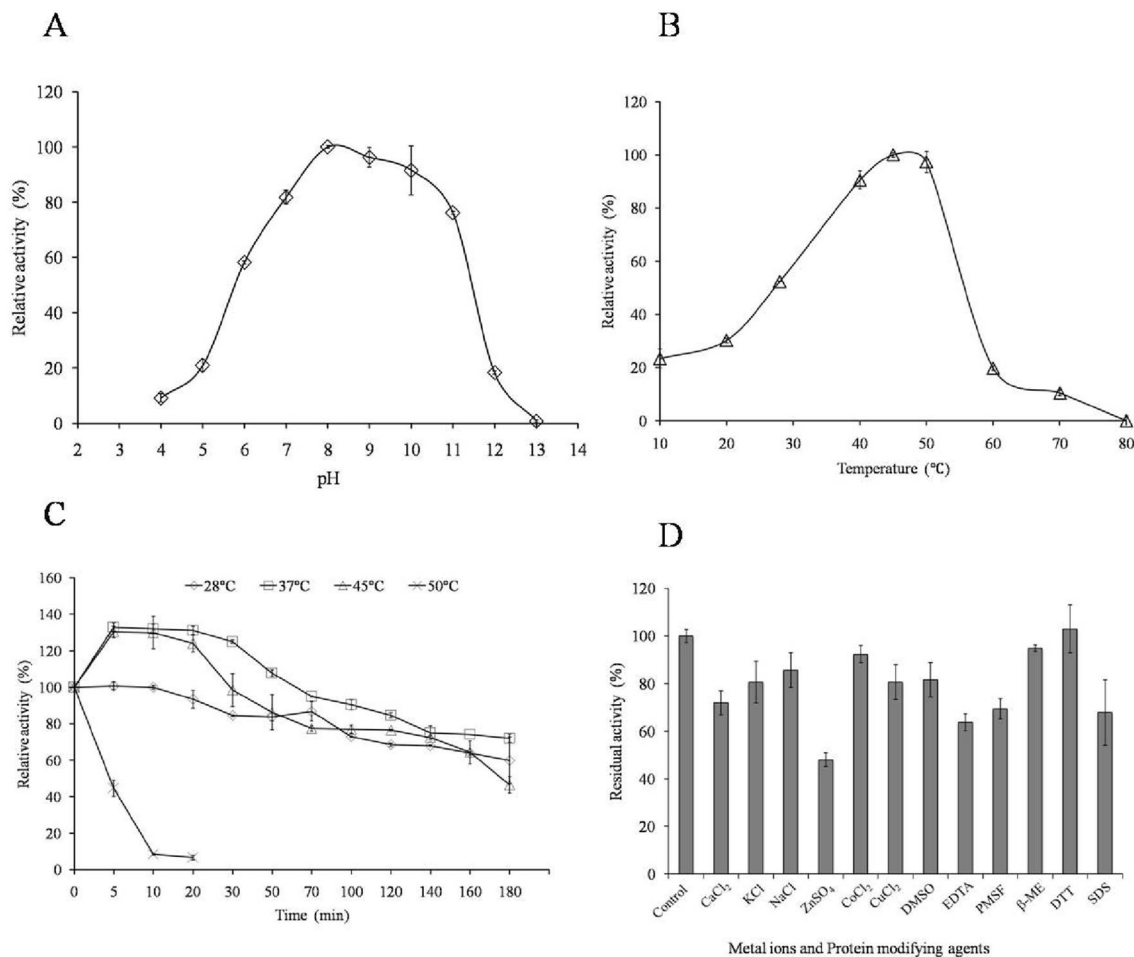 A
120
100
80
60
40
20
0
Relative activity (%)
2 3 4 5 6 7 8 9 10 11 12 13 14
pH
B
120
100
80
60
40
20
0
Relative activity (%)
10 20 30 40 50 60 70 80
Temperature (°C)
C
160
140
120
100
80
60
40
20
0
Relative activity (%)
28°C 37°C 45°C 50°C
0 5 10 20 30 50 70 100 120 140 160 180
Time (min)
D
120
100
80
60
40
20
0
Residual activity (%)
Control CaCl₂ KCl NaCl ZnSO₄ CoCl₂ CuCl₂ DMSO EDTA PMSF β-ME DTT SDS
Metal ions and Protein modifying agents